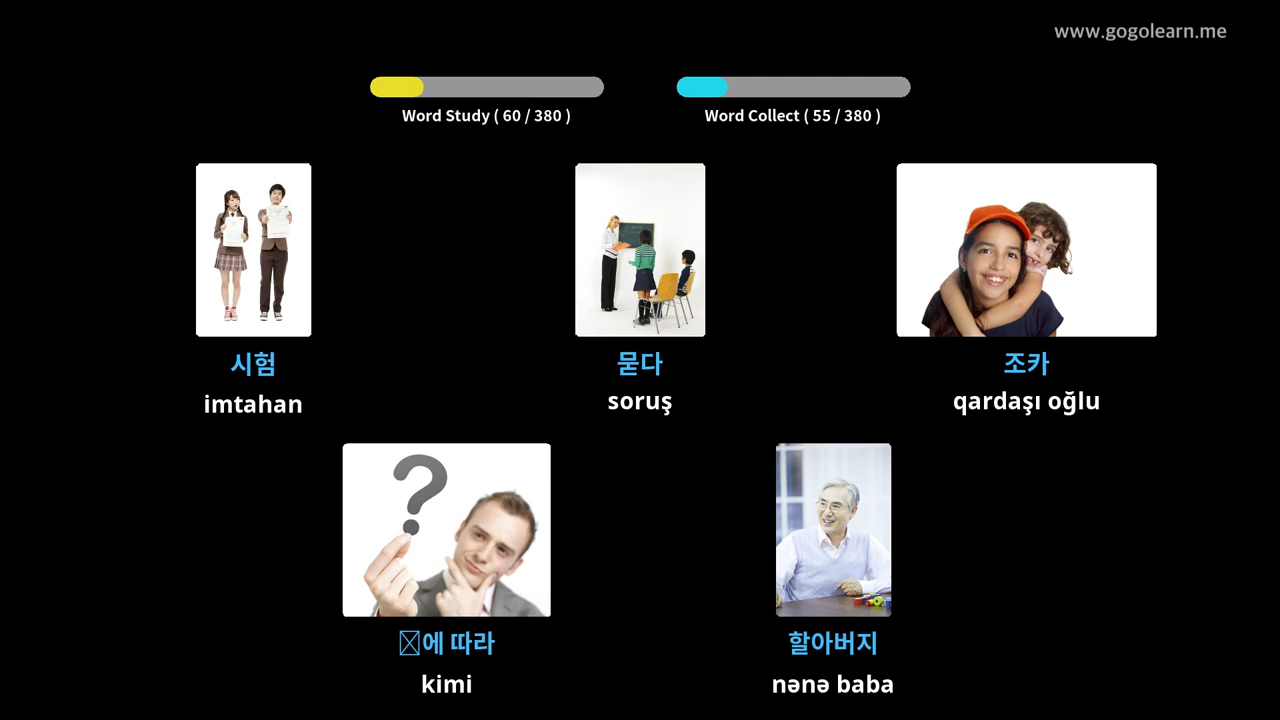 www.gogolearn.me
Word Study ( 60 / 380 )
Word Collect ( 55 / 380 )
시험
묻다
조카
imtahan
soruş
qardaşı oğlu
에 따라
할아버지
kimi
nənə baba